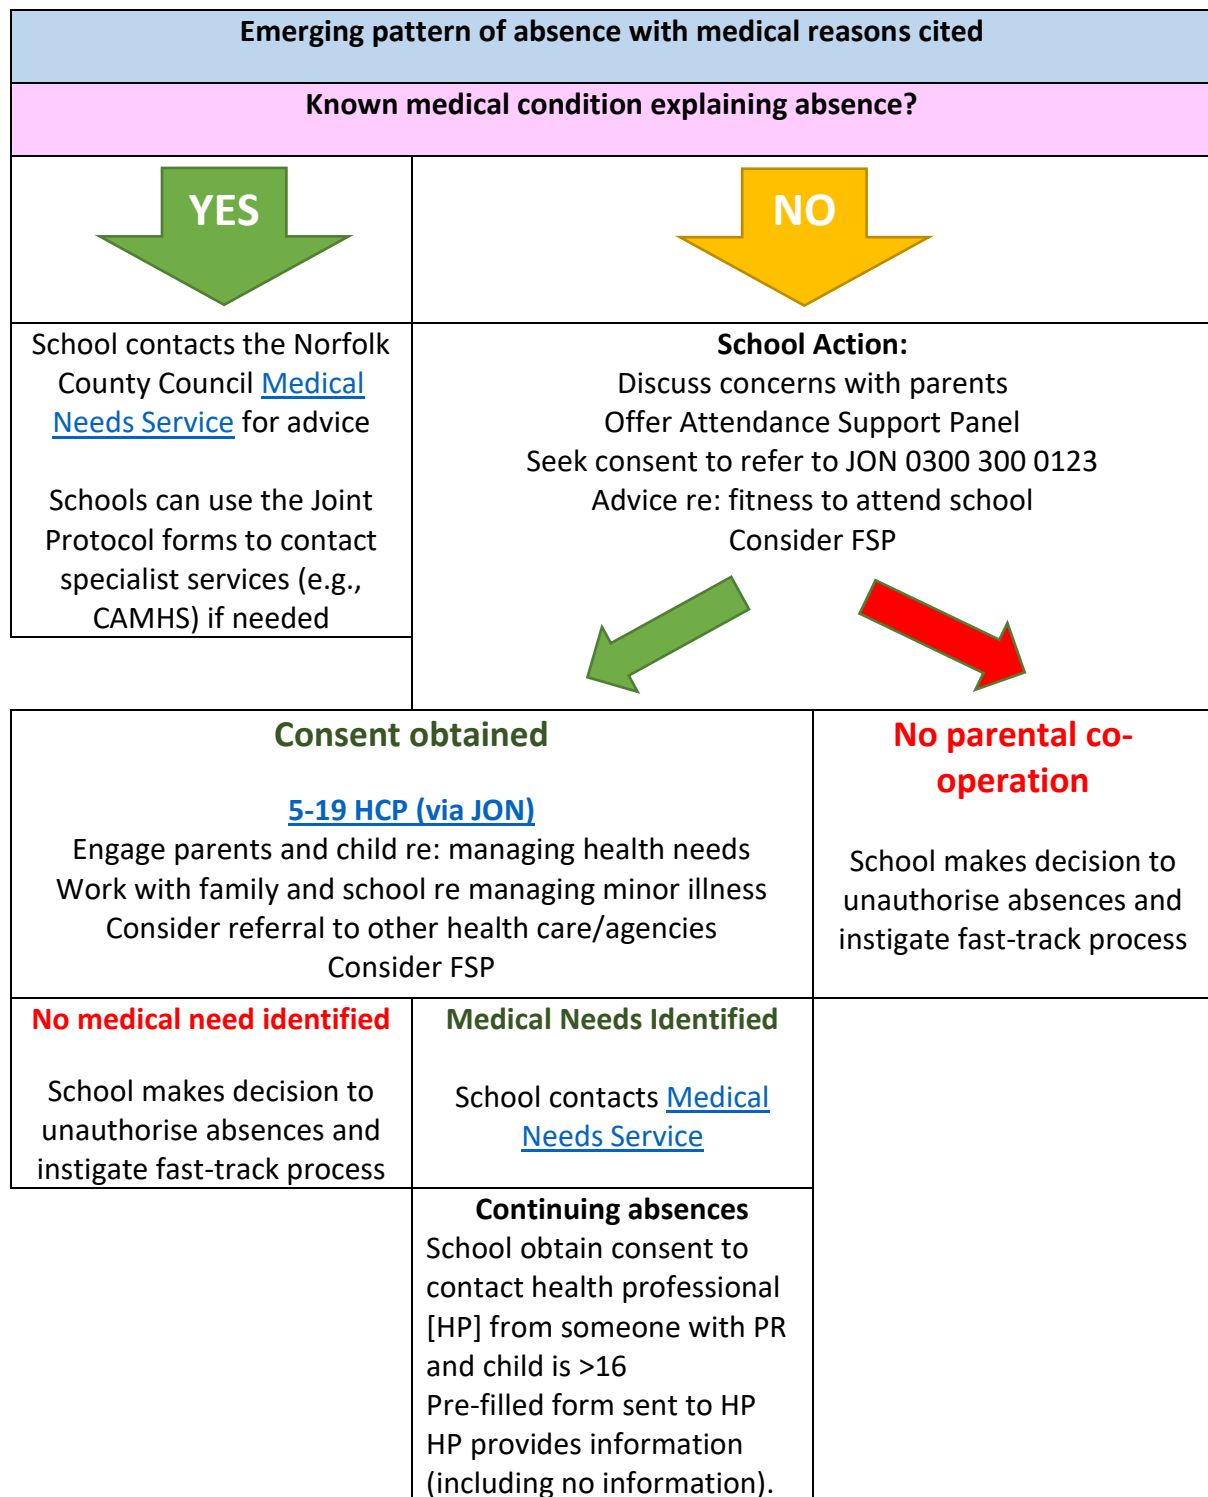 Emerging pattern of absence with medical reasons cited
Known medical condition explaining absence?
YES
NO
School contacts the Norfolk
County Council Medical
Needs Service for advice
Schools can use the Joint
Protocol forms to contact
specialist services (e.g.,
CAMHS) if needed
School Action:
Discuss concerns with parents
Offer Attendance Support Panel
Seek consent to refer to JON 0300 300 0123
Advice re: fitness to attend school
Consider FSP
Consent obtained
5-19 HCP (via JON)
Engage parents and child re: managing health needs
Work with family and school re managing minor illness
Consider referral to other health care/agencies
Consider FSP
No parental co-
operation
School makes decision to
unauthorise absences and
instigate fast-track process
No medical need identified
School makes decision to
unauthorise absences and
instigate fast-track process
Medical Needs Identified
School contacts Medical
Needs Service
Continuing absences
School obtain consent to
contact health professional
[HP] from someone with PR
and child is >16
Pre-filled form sent to HP
HP provides information
(including no information).